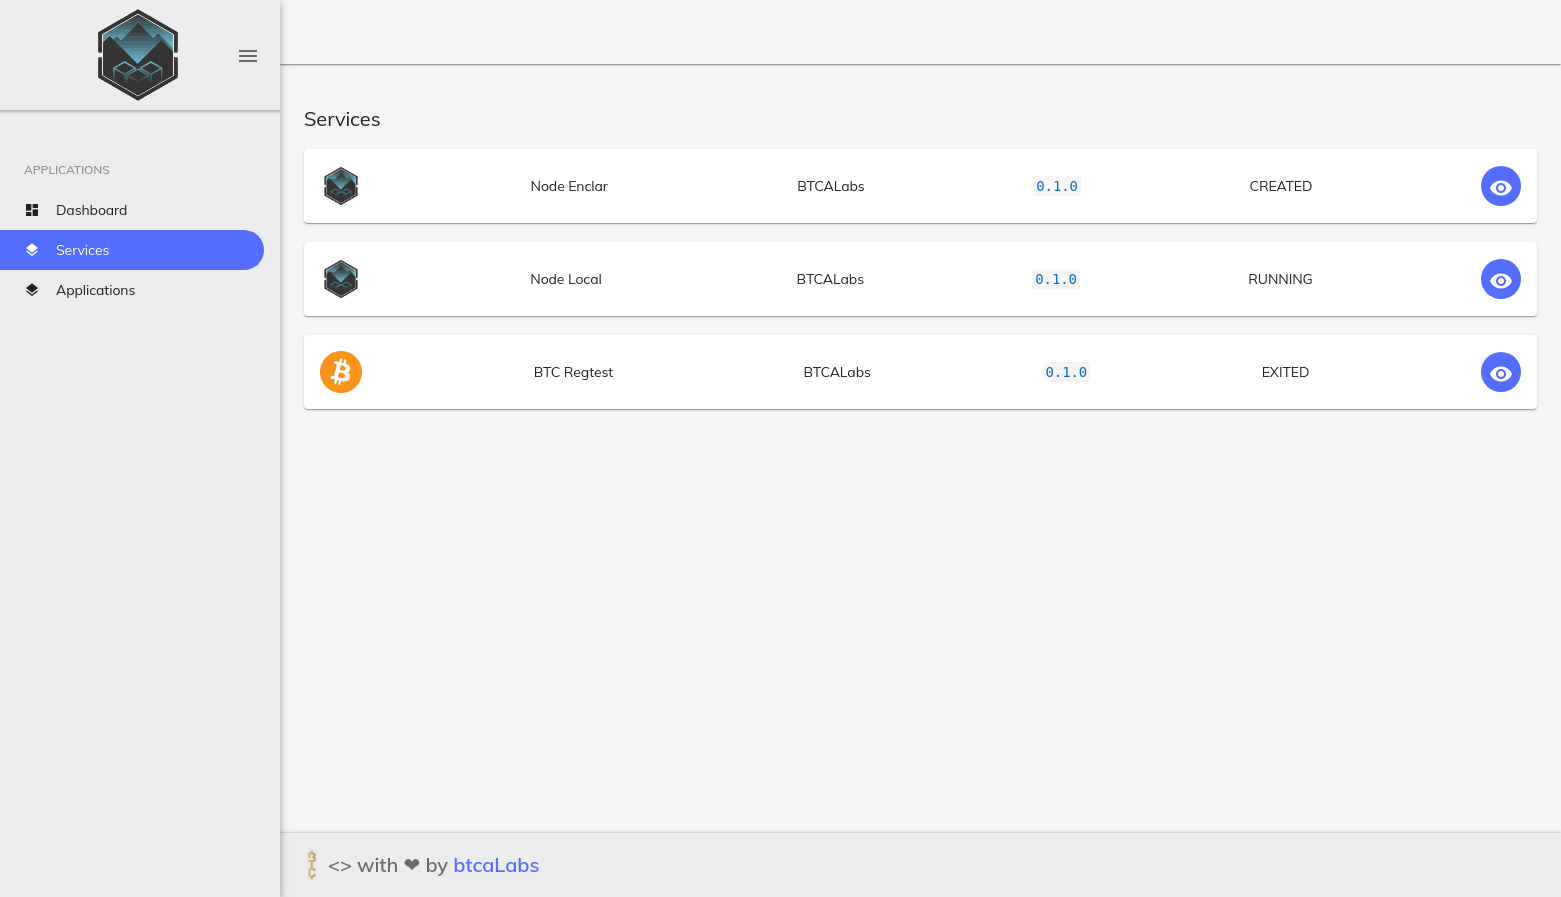 APPLICATIONS
Dashboard
Services
Applications
Services
Node Enclar BTCALabs 0.1.0 CREATED
Node Local BTCALabs 0.1.0 RUNNING
BTC Regtest BTCALabs 0.1.0 EXITED
BTC <> with ❤ by btcaLabs